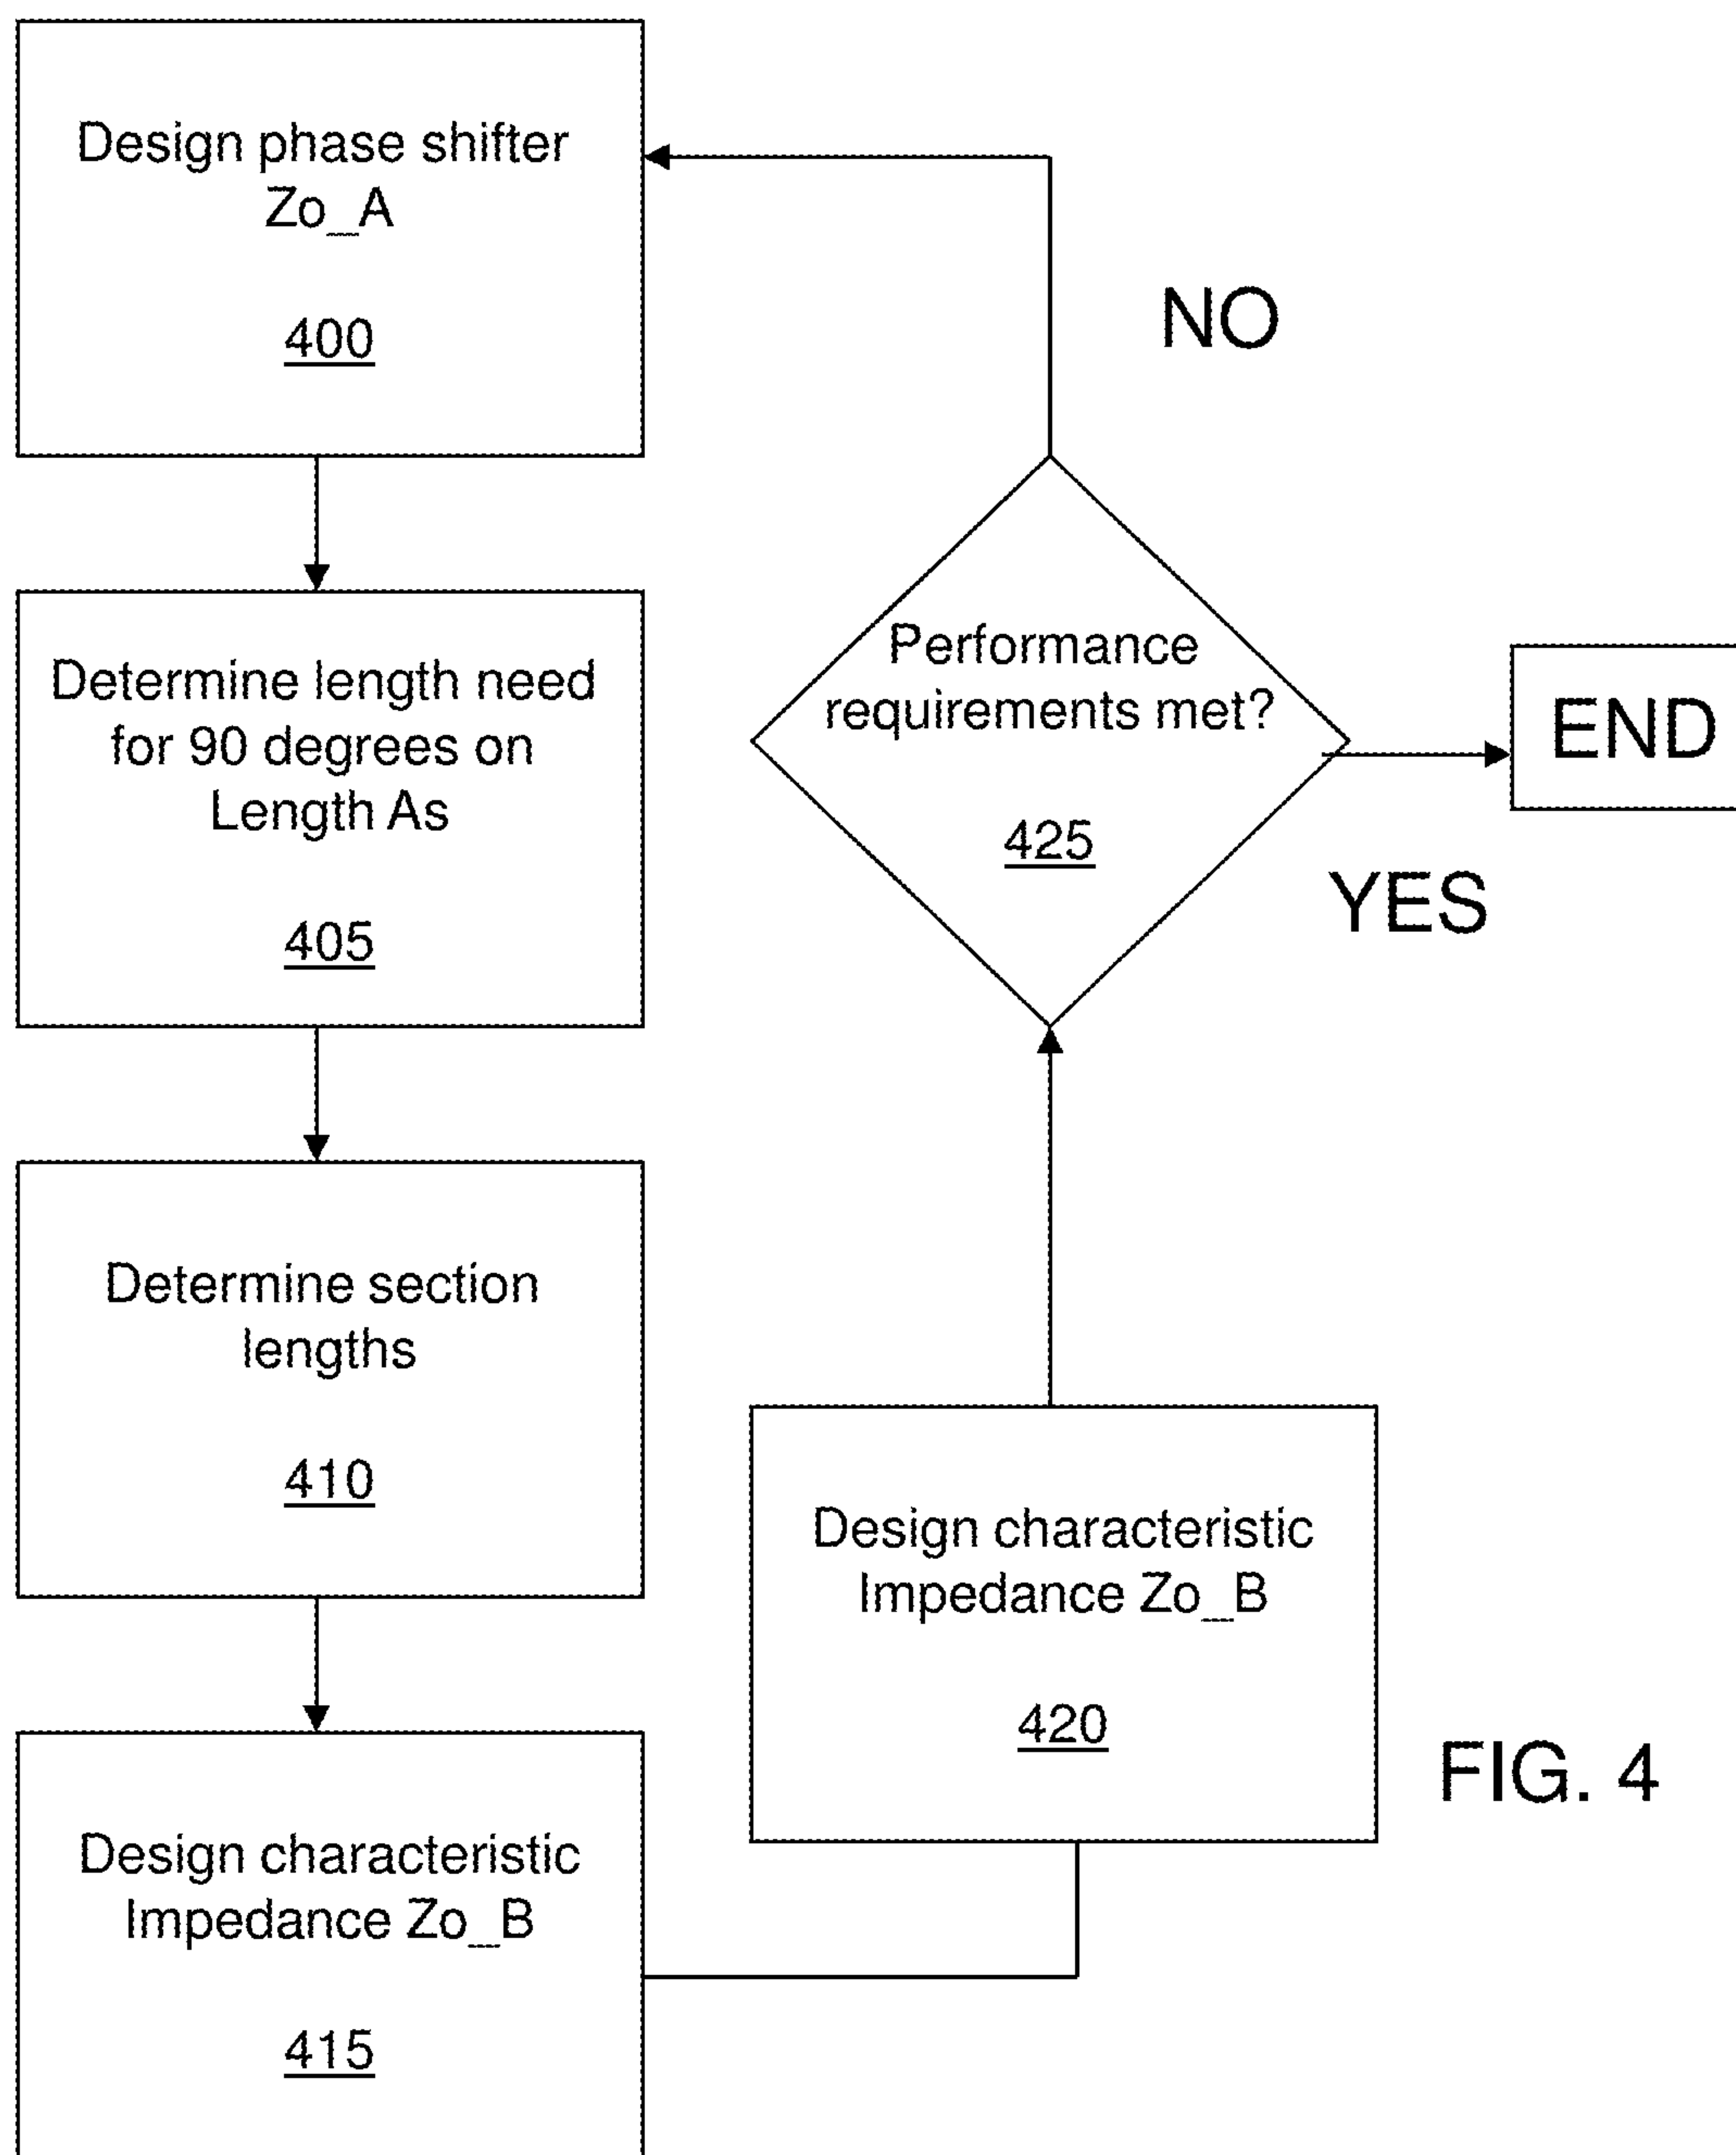 Design phase shifter
Zo_A
400
Determine length need
for 90 degrees on
Length As
405
Determine section
lengths
410
Design characteristic
Impedance Zo_B
415
Design characteristic
Impedance Zo_B
420
Performance
requirements met?
425
NO
YES
END
FIG. 4